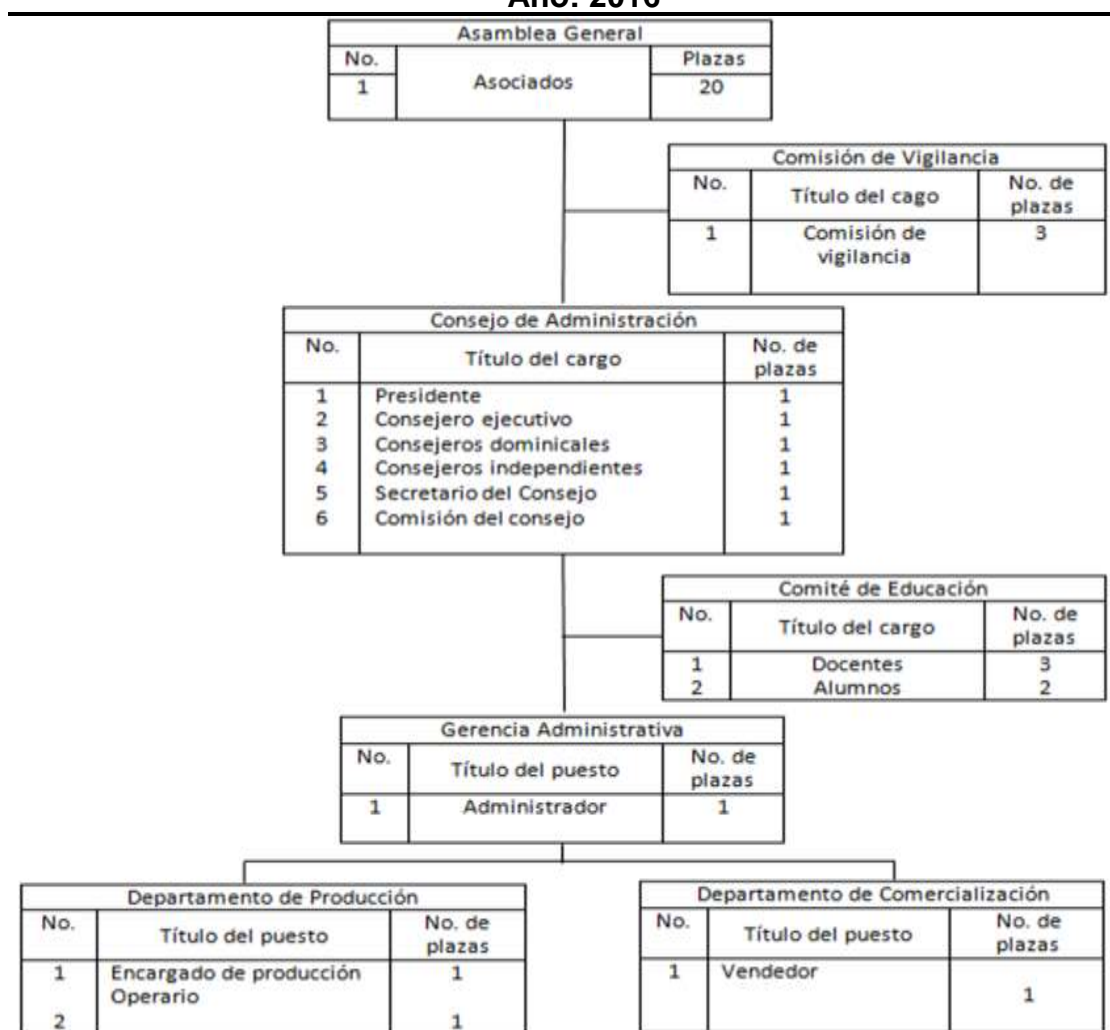 Año: 2016
Asamblea General
No. Plazas
Asociados
1 20
Comisión de Vigilancia
No. Título del cago No. de plazas
1 Comisión de vigilancia 3
Consejo de Administración
No. Título del cargo No. de plazas
1 Presidente 1
2 Consejero ejecutivo 1
3 Consejeros dominicales 1
4 Consejeros independientes 1
5 Secretario del Consejo 1
6 Comisión del consejo 1
Comité de Educación
No. Título del cargo No. de plazas
1 Docentes 3
2 Alumnos 2
Gerencia Administrativa
No. Título del puesto No. de plazas
1 Administrador 1
Departamento de Producción
No. Título del puesto No. de plazas
1 Encargado de producción 1
Operario
2 1
Departamento de Comercialización
No. Título del puesto No. de plazas
1 Vendedor
1